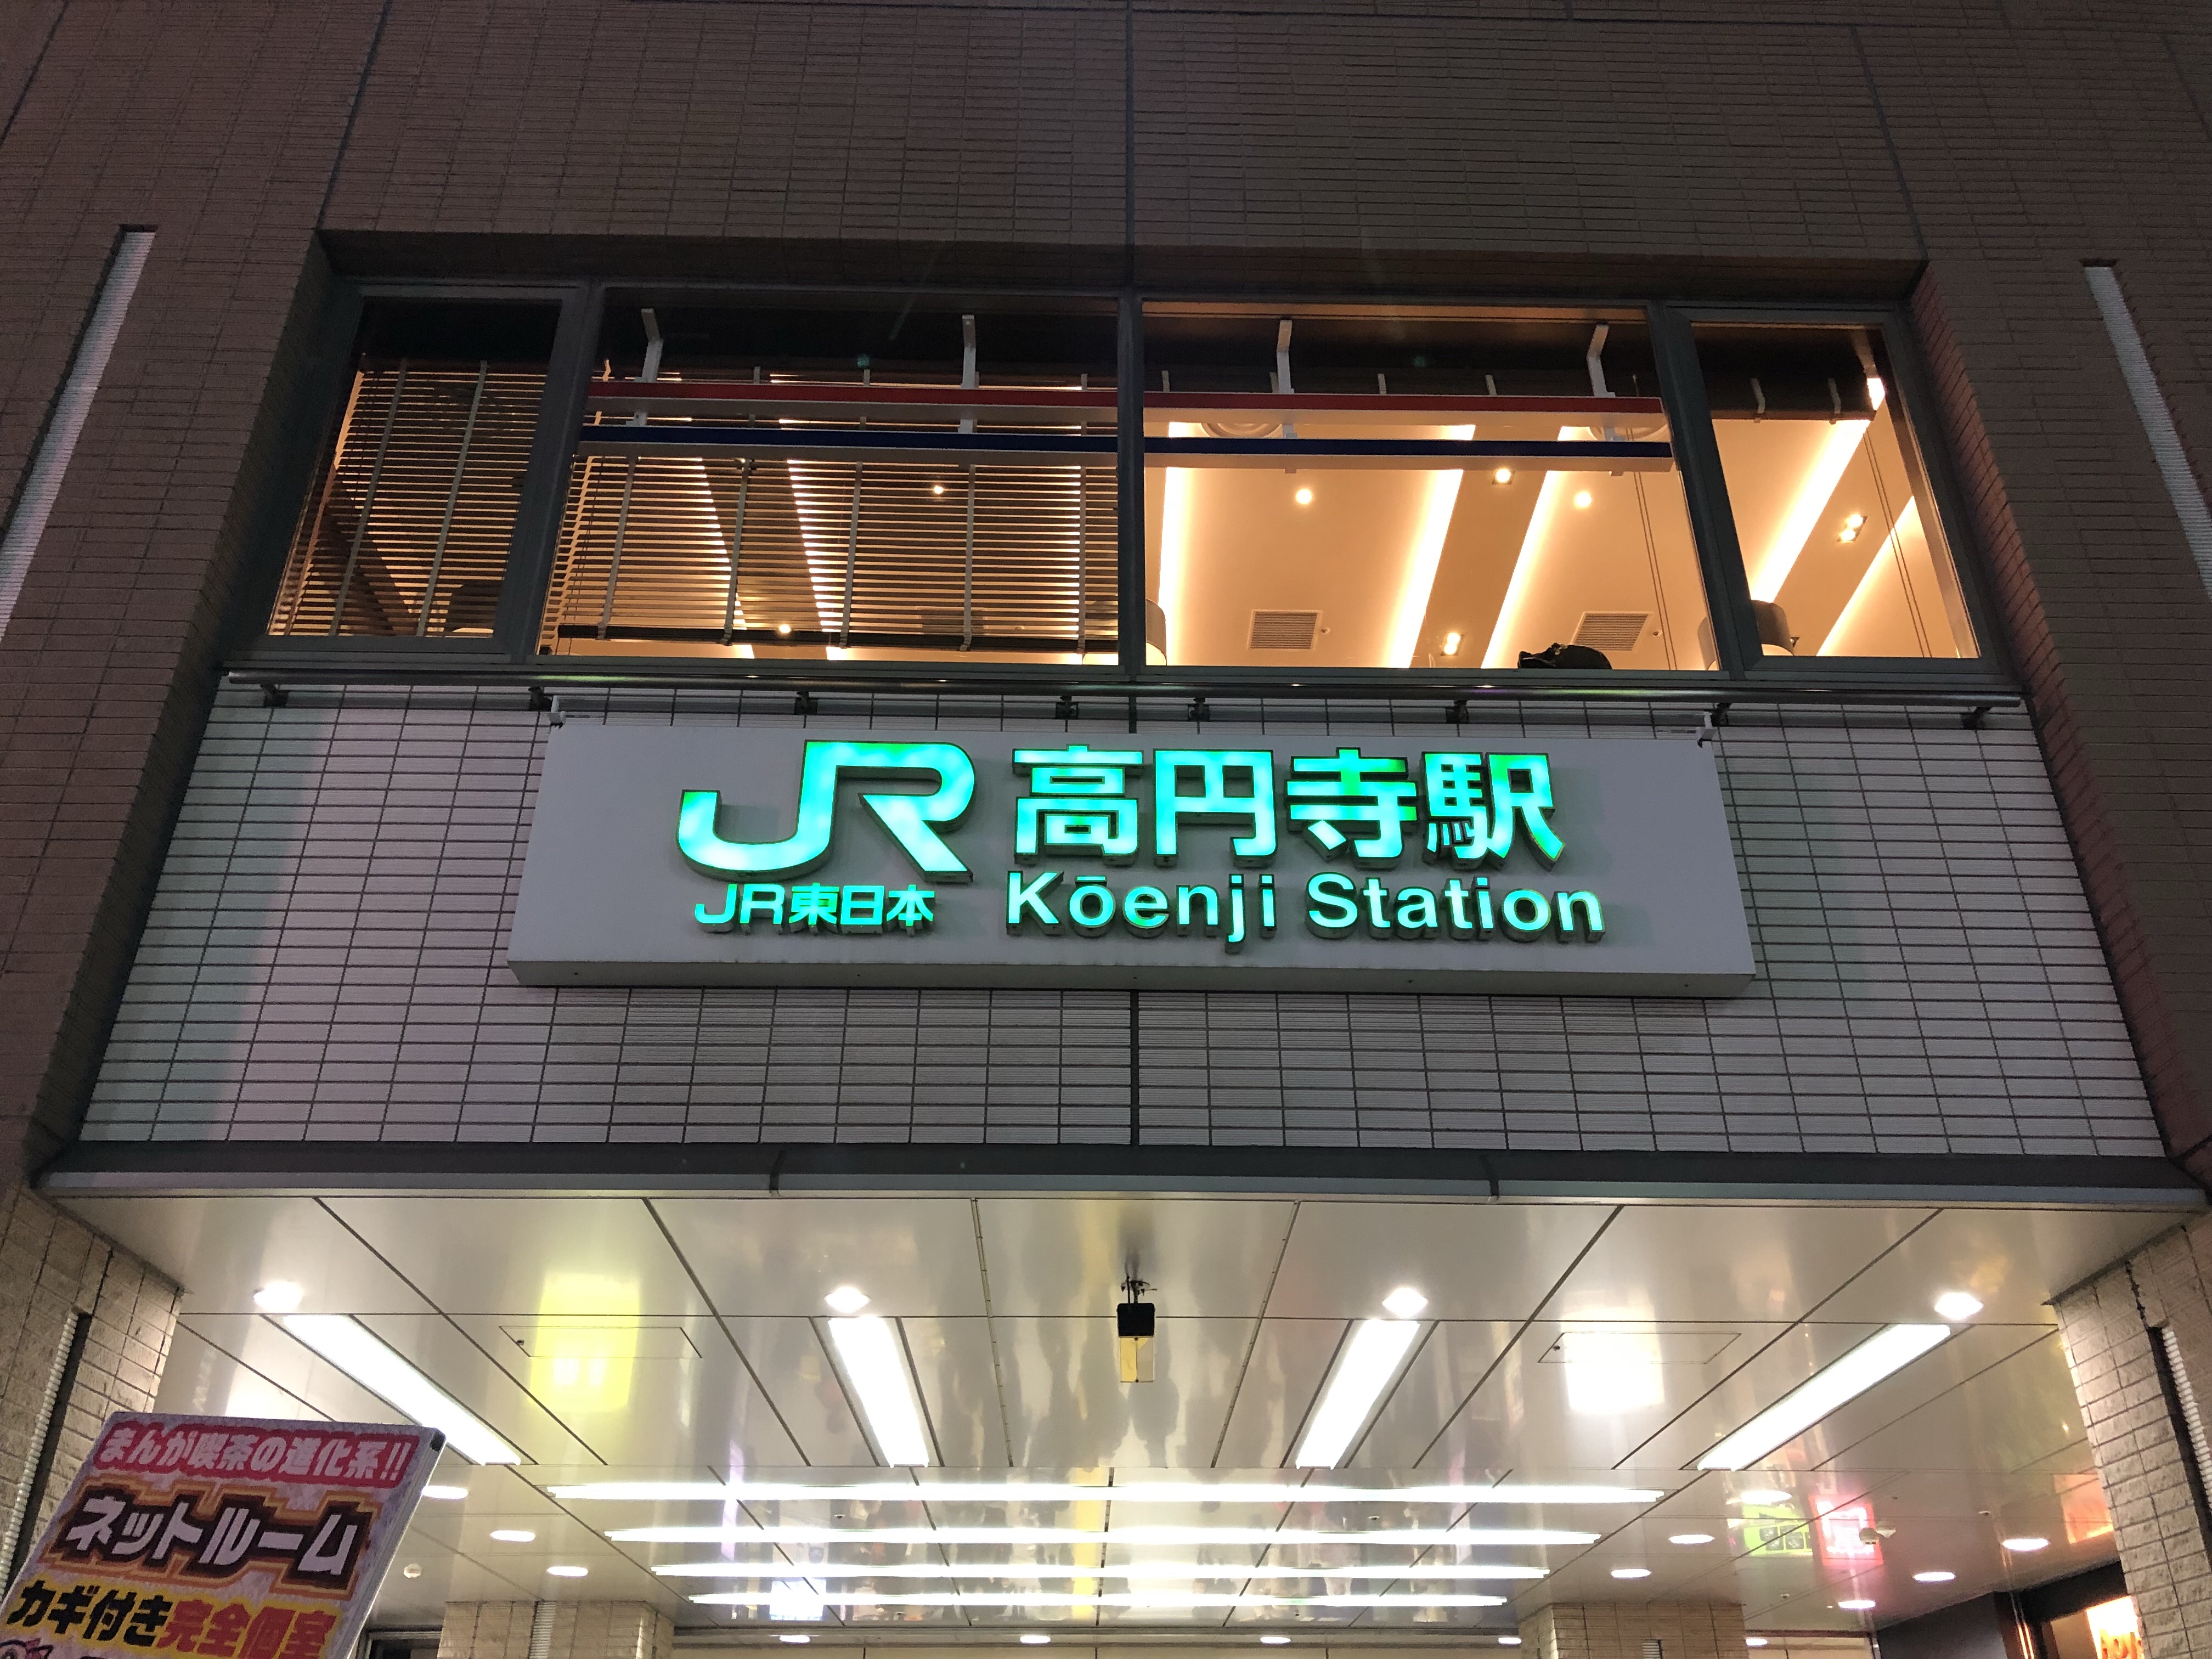 JR 高円寺駅
JR東日本 Kōenji Station
まんが喫茶の進化系!!
ネットルーム
カギ付き完全個室